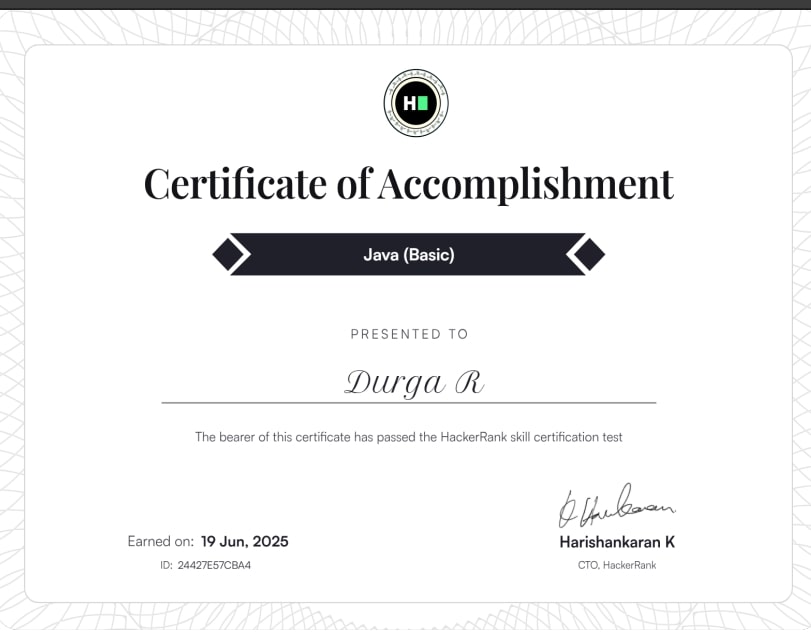 H
Certificate of Accomplishment
Java (Basic)
PRESENTED TO
Durga R
The bearer of this certificate has passed the HackerRank skill certification test
Earned on: 19 Jun, 2025
ID: 24427E57CBA4
Harishankaran K
CTO, HackerRank